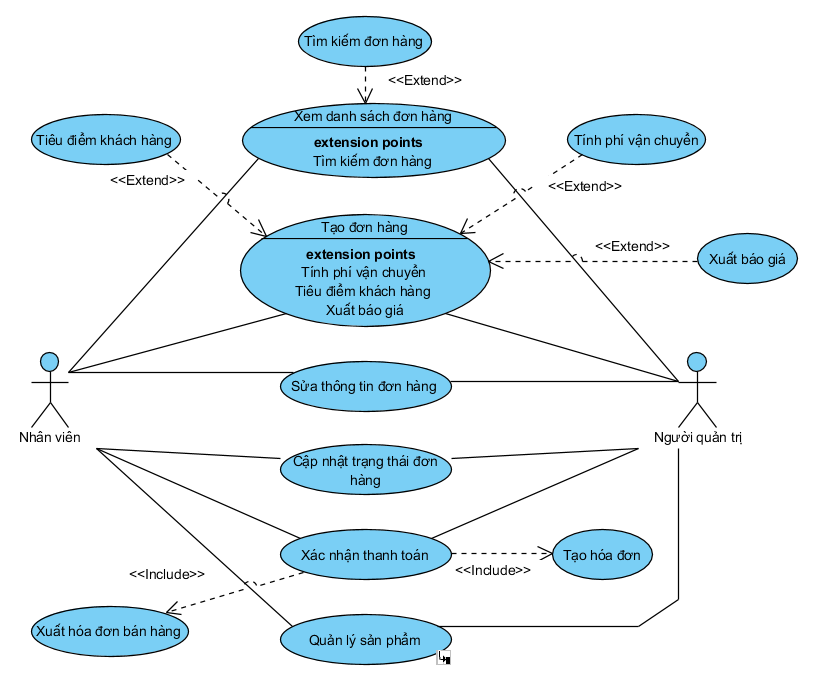 Tìm kiếm đơn hàng
<<Extend>>
Xem danh sách đơn hàng
extension points
Tìm kiếm đơn hàng
Tiêu điểm khách hàng
<<Extend>>
Tính phí vận chuyển
<<Extend>>
Tạo đơn hàng
extension points
Tính phí vận chuyển
Tiêu điểm khách hàng
Xuất báo giá
<<Extend>>
Xuất báo giá
Sửa thông tin đơn hàng
Nhân viên
Người quản trị
Cập nhật trạng thái đơn
hàng
Xác nhận thanh toán
<<Include>>
Tạo hóa đơn
<<Include>>
Xuất hóa đơn bán hàng
Quản lý sản phẩm